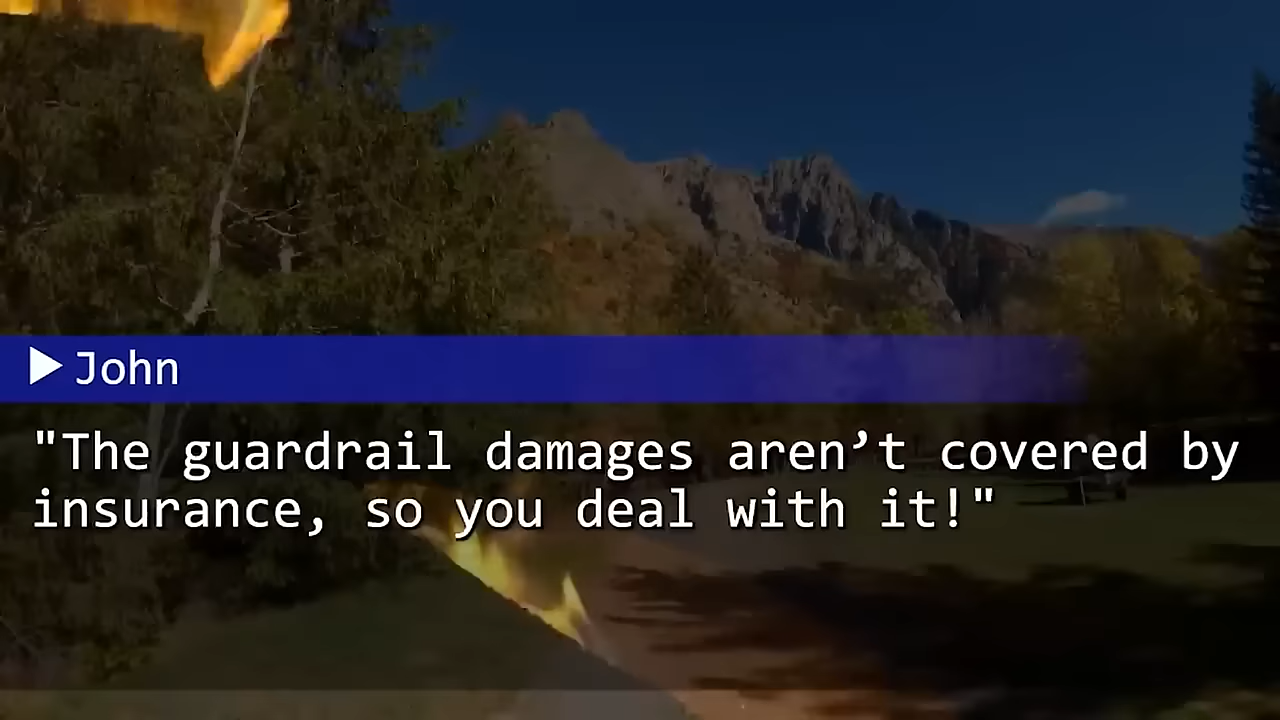 John
"The guardrail damages aren’t covered by
insurance, so you deal with it!"